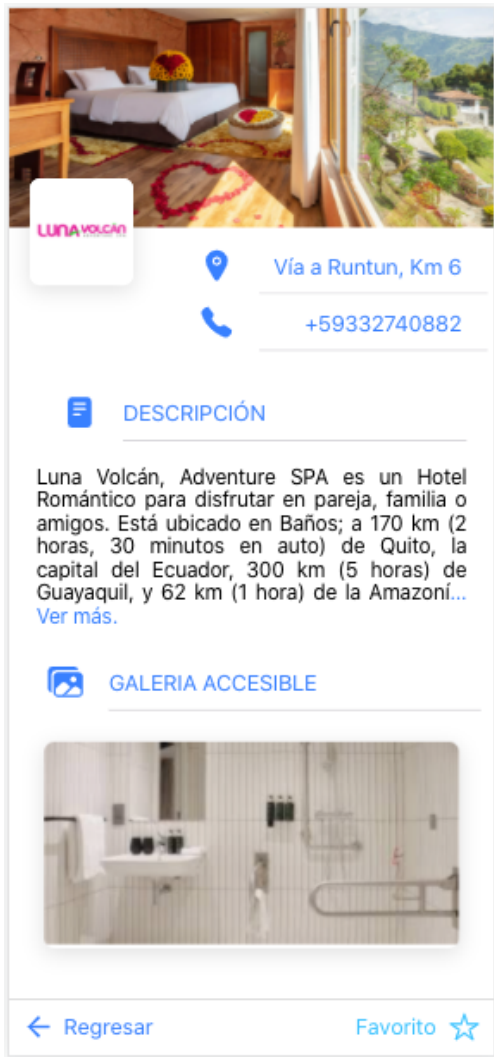 LUNA VOLCÁN
Vía a Runtun, Km 6
+59332740882
DESCRIPCIÓN
Luna Volcán, Adventure SPA es un Hotel
Romántico para disfrutar en pareja, familia o
amigos. Está ubicado en Baños; a 170 km (2
horas, 30 minutos en auto) de Quito, la
capital del Ecuador, 300 km (5 horas) de
Guayaquil, y 62 km (1 hora) de la Amazoní...
Ver más.
GALERIA ACCESIBLE
Regresar
Favorito